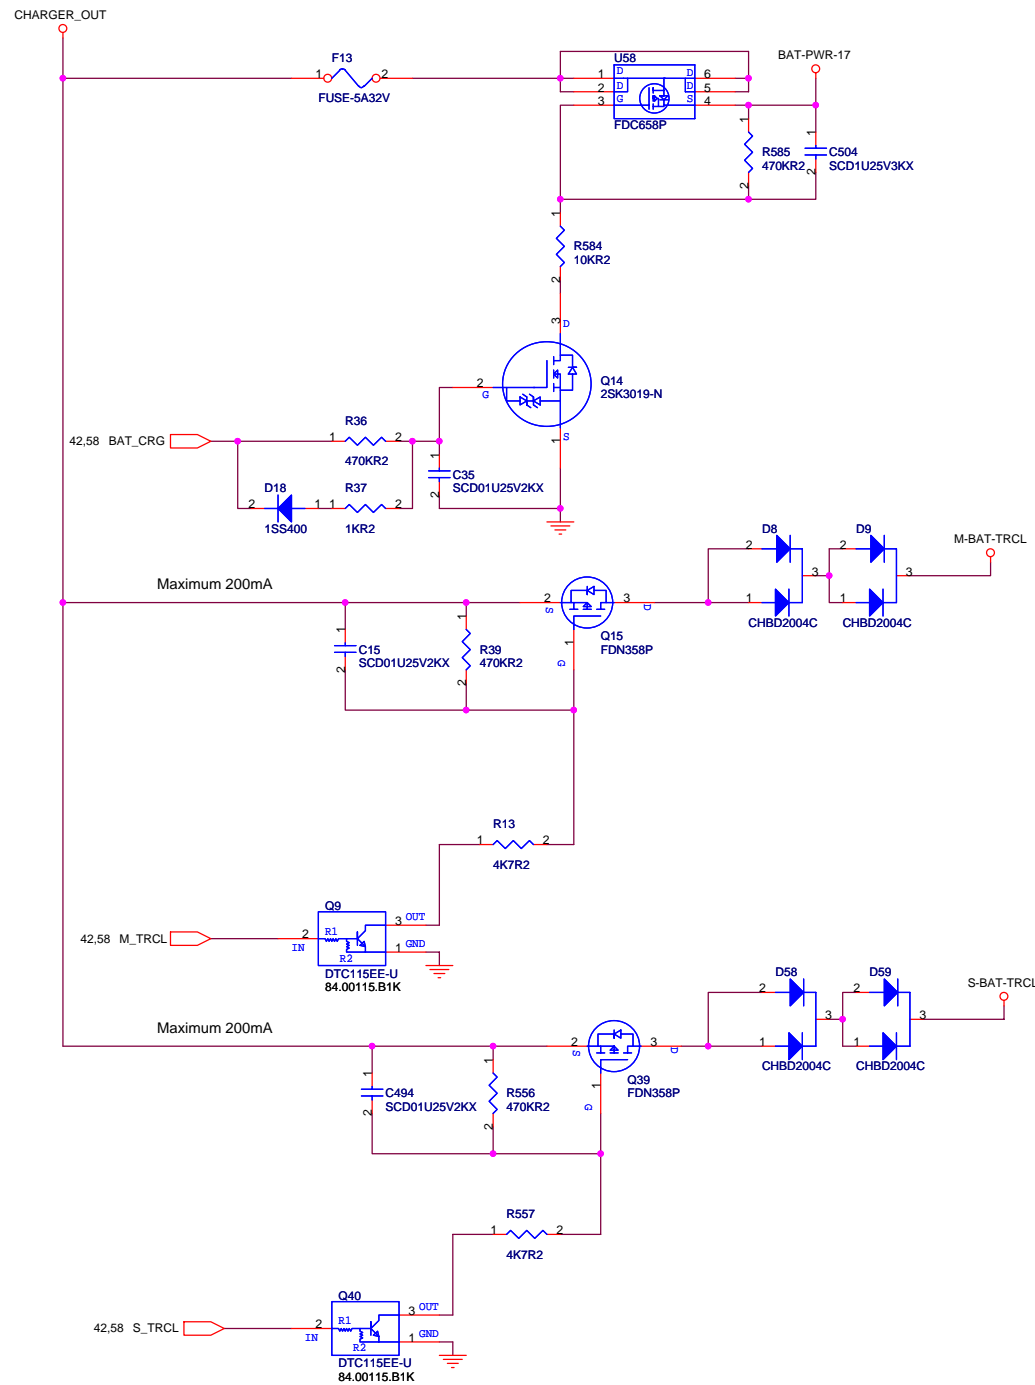 CHARGER_OUT
F13
1 2
FUSE-5A32V
U58
1 D D 6
2 D D 5
3 G S 4
FDC658P
BAT-PWR-17
1
R585
470KR2
2
1
C504
SCD1U25V3KX
2
1
R584
10KR2
2
3 D
Q14
2SK3019-N
2
G
S
1
42,58 BAT_CRG
R36
1 2
470KR2
1
C35
SCD01U25V2KX
2
D18
2 1
1SS400
R37
1 2
1KR2
D8
2
1
3
CHBD2004C
D9
2
1
3
CHBD2004C
M-BAT-TRCL
Maximum 200mA
2 3
S D
Q15
FDN358P
1
G
1
C15
SCD01U25V2KX
2
1
R39
470KR2
2
R13
1 2
4K7R2
Q9
3 OUT
42,58 M_TRCL
2
IN
R1
R2
1 GND
DTC115EE-U
84.00115.B1K
D58
2
1
3
CHBD2004C
D59
2
1
3
CHBD2004C
S-BAT-TRCL
Maximum 200mA
2 3
S D
Q39
FDN358P
1
G
1
C494
SCD01U25V2KX
2
1
R556
470KR2
2
R557
1 2
4K7R2
Q40
3 OUT
42,58 S_TRCL
2
IN
R1
R2
1 GND
DTC115EE-U
84.00115.B1K